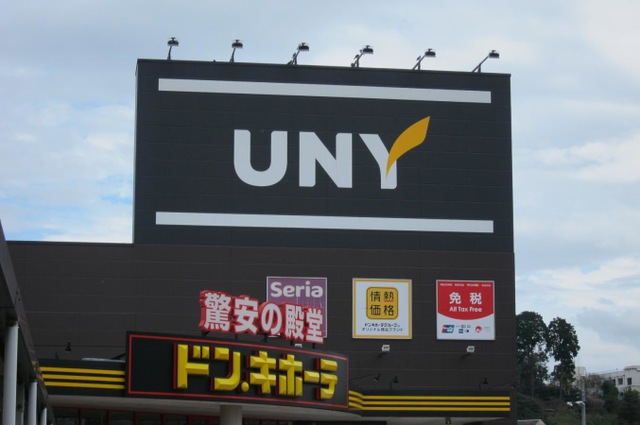 UNY
Seria
情熱
価格
免税
All Tax Free
驚安の殿堂
ドン.キホーテ